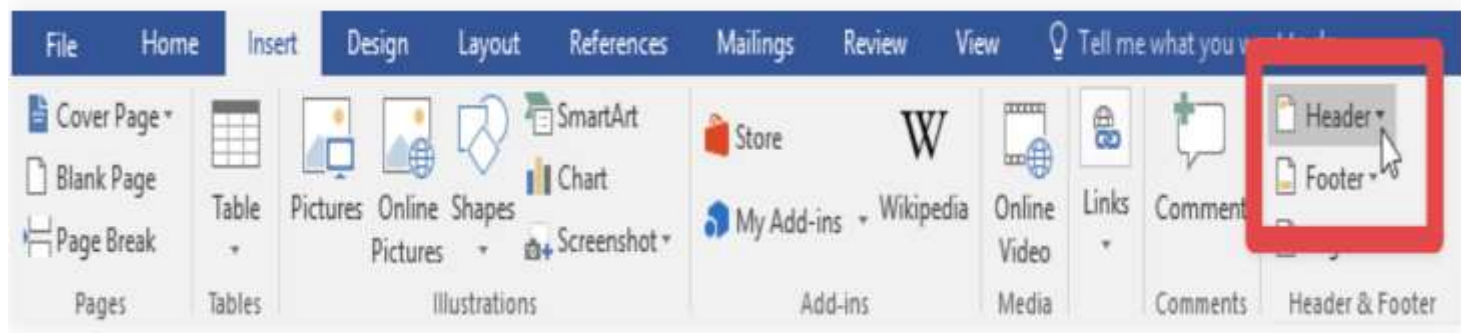 File Home Insert Design Layout References Mailings Review View Tell me what you
Cover Page
Blank Page
Page Break
Pages
Table
Tables
Pictures
Online
Pictures
Shapes
SmartArt
Chart
Screenshot
Illustrations
Store
My Add-ins
W
Wikipedia
Add-ins
Online
Video
Media
Links
Comment
Comments
Header
Footer
Header & Footer